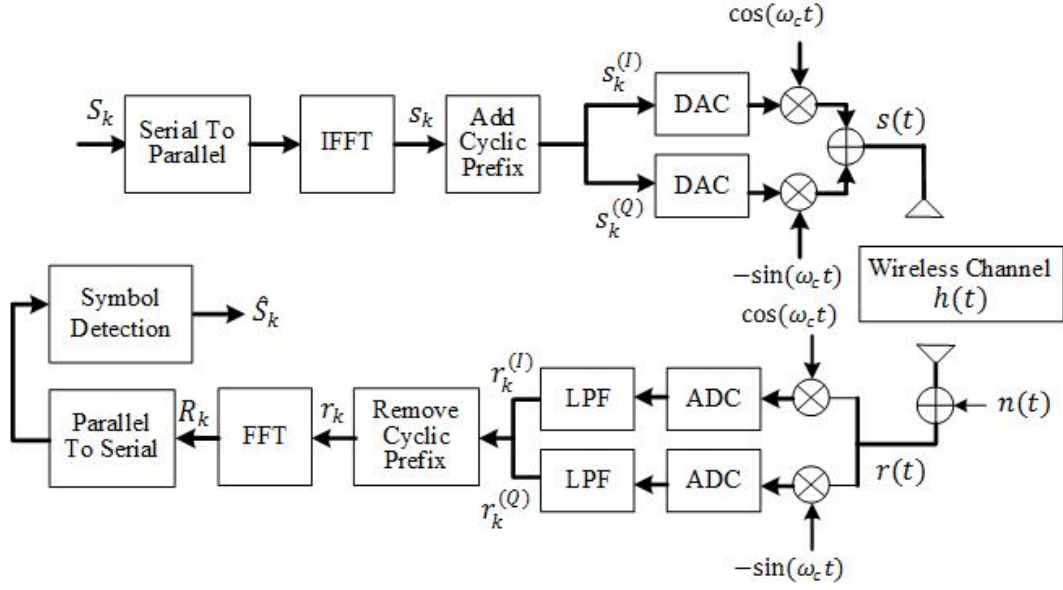 cos(ω_c t)
S_k
Serial To
Parallel
IFFT
s_k
Add
Cyclic
Prefix
s_k^{(I)}
DAC
s(t)
s_k^{(Q)}
DAC
−sin(ω_c t)
Wireless Channel
h(t)
Symbol
Detection
Ŝ_k
cos(ω_c t)
Parallel
To Serial
R_k
FFT
r_k
Remove
Cyclic
Prefix
r_k^{(I)}
LPF
ADC
n(t)
r_k^{(Q)}
LPF
ADC
r(t)
−sin(ω_c t)